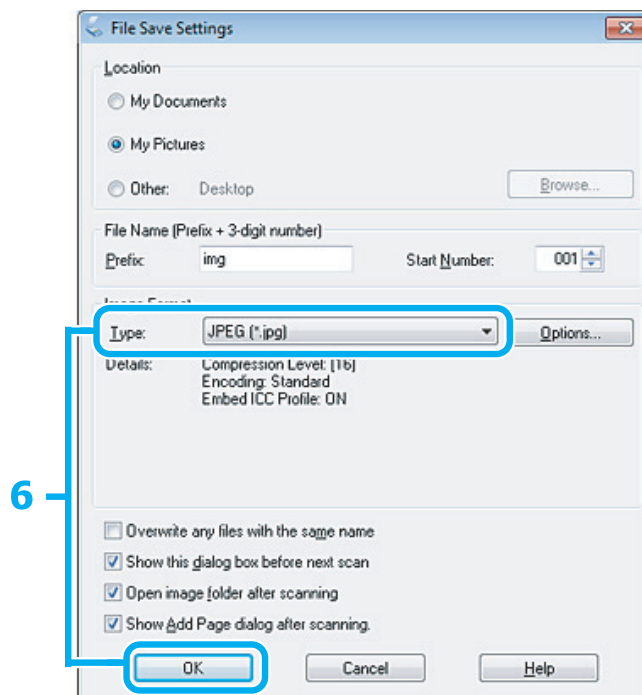 File Save Settings
Location
My Documents
My Pictures
Other: Desktop Browse...
File Name (Prefix + 3-digit number)
Prefix: img Start Number: 001
Image Format
Type: JPEG (*.jpg) Options...
Details: Compression Level: [16]
Encoding: Standard
Embed ICC Profile: ON
6
Overwrite any files with the same name
Show this dialog box before next scan
Open image folder after scanning
Show Add Page dialog after scanning.
OK Cancel Help